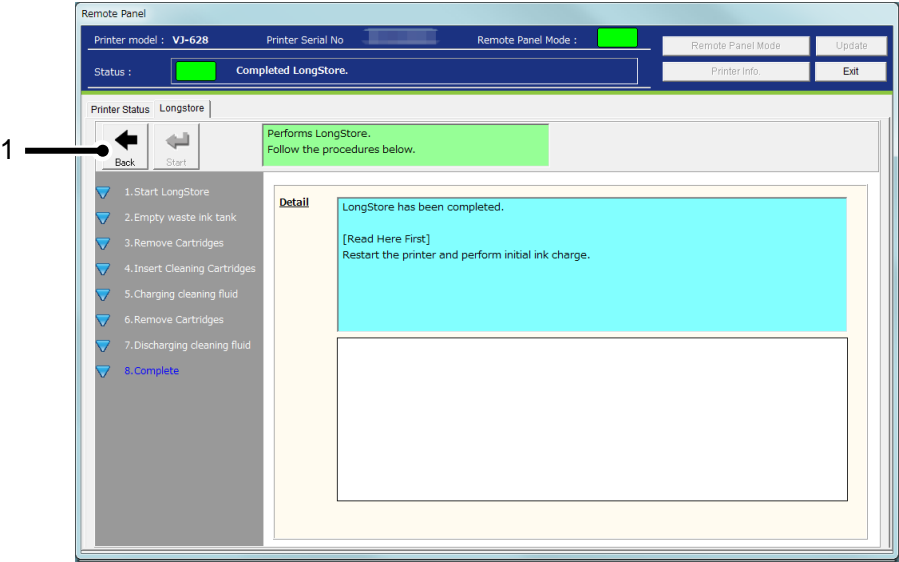 Remote Panel
Printer model : VJ-628 Printer Serial No Remote Panel Mode :
Remote Panel Mode Update
Status : Completed LongStore.
Printer Info. Exit
Printer Status Longstore
1
Back Start
Performs LongStore.
Follow the procedures below.
1.Start LongStore
2.Empty waste ink tank
3.Remove Cartridges
4.Insert Cleaning Cartridges
5.Charging cleaning fluid
6.Remove Cartridges
7.Discharging cleaning fluid
8.Complete
Detail
LongStore has been completed.
[Read Here First]
Restart the printer and perform initial ink charge.